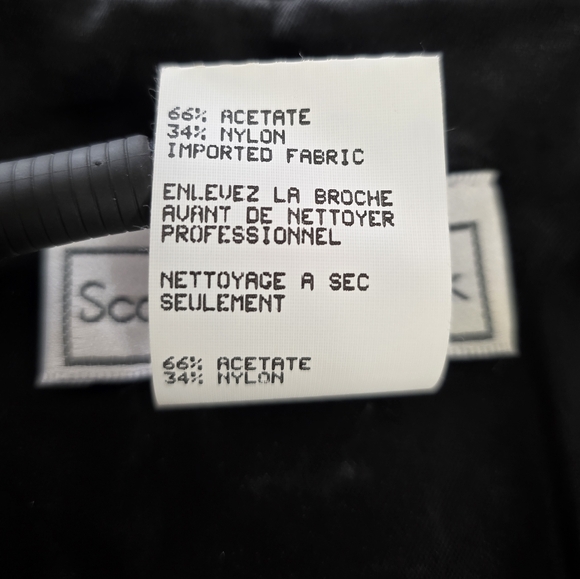 66% ACETATE
34% NYLON
IMPORTED FABRIC
ENLEVEZ LA BROCHE
AVANT DE NETTOYER
PROFESSIONNEL
NETTOYAGE A SEC
SEULEMENT
66% ACETATE
34% NYLON